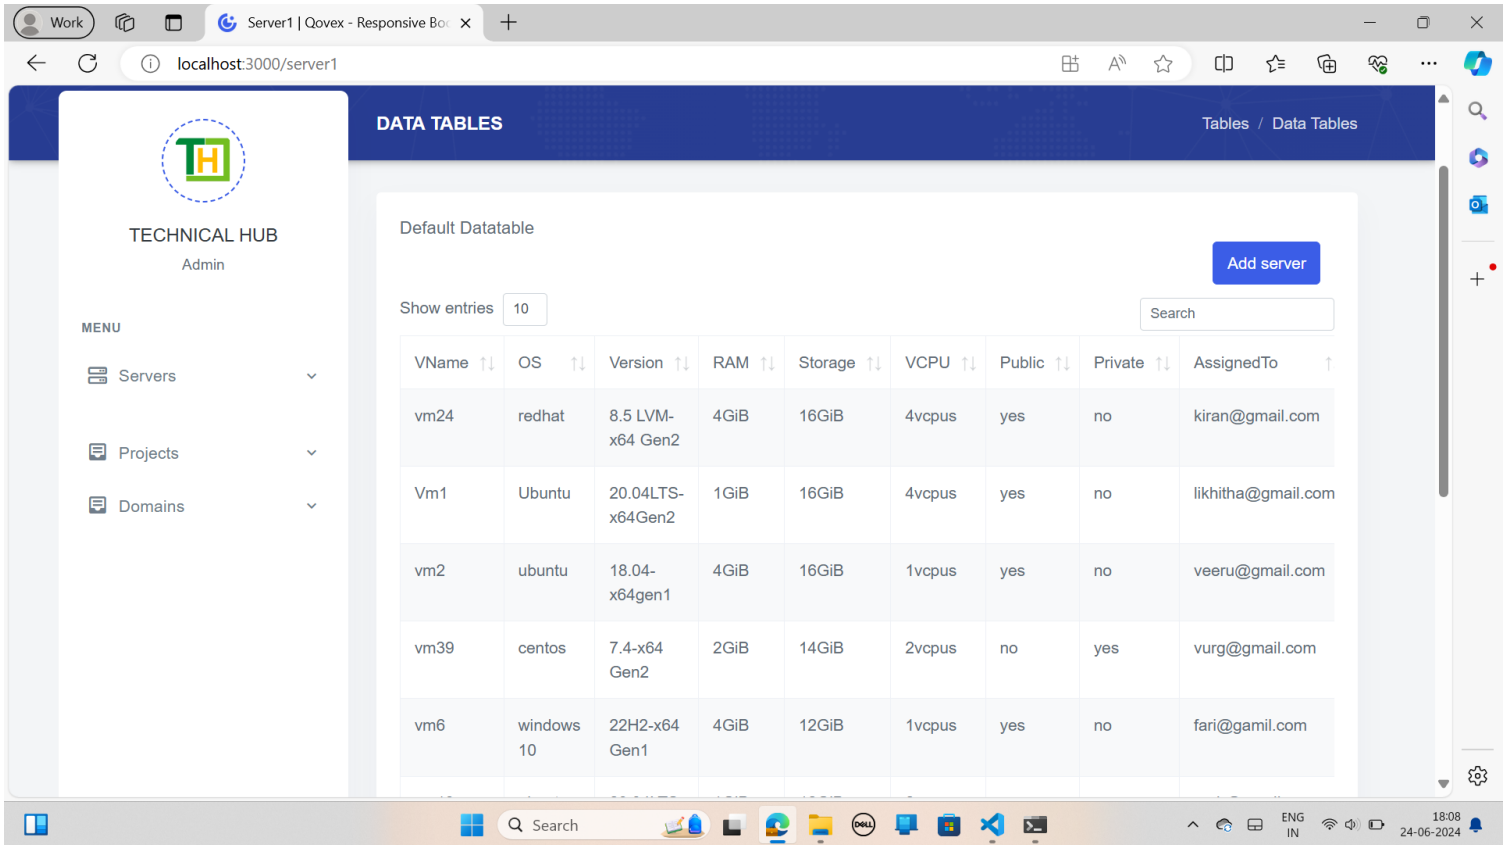 Work
Server1 | Qovex - Responsive Boo
localhost:3000/server1
TH
TECHNICAL HUB
Admin
MENU
Servers
Projects
Domains
DATA TABLES
Tables / Data Tables
Default Datatable
Add server
Show entries 10
Search
VName OS Version RAM Storage VCPU Public Private AssignedTo
vm24 redhat 8.5 LVM- 4GiB 16GiB 4vcpus yes no kiran@gmail.com
x64 Gen2
Vm1 Ubuntu 20.04LTS- 1GiB 16GiB 4vcpus yes no likhitha@gmail.com
x64Gen2
vm2 ubuntu 18.04- 4GiB 16GiB 1vcpus yes no veeru@gmail.com
x64gen1
vm39 centos 7.4-x64 2GiB 14GiB 2vcpus no yes vurg@gmail.com
Gen2
vm6 windows 22H2-x64 4GiB 12GiB 1vcpus yes no fari@gamil.com
10 Gen1
Search
DELL
ENG
IN
18:08
24-06-2024